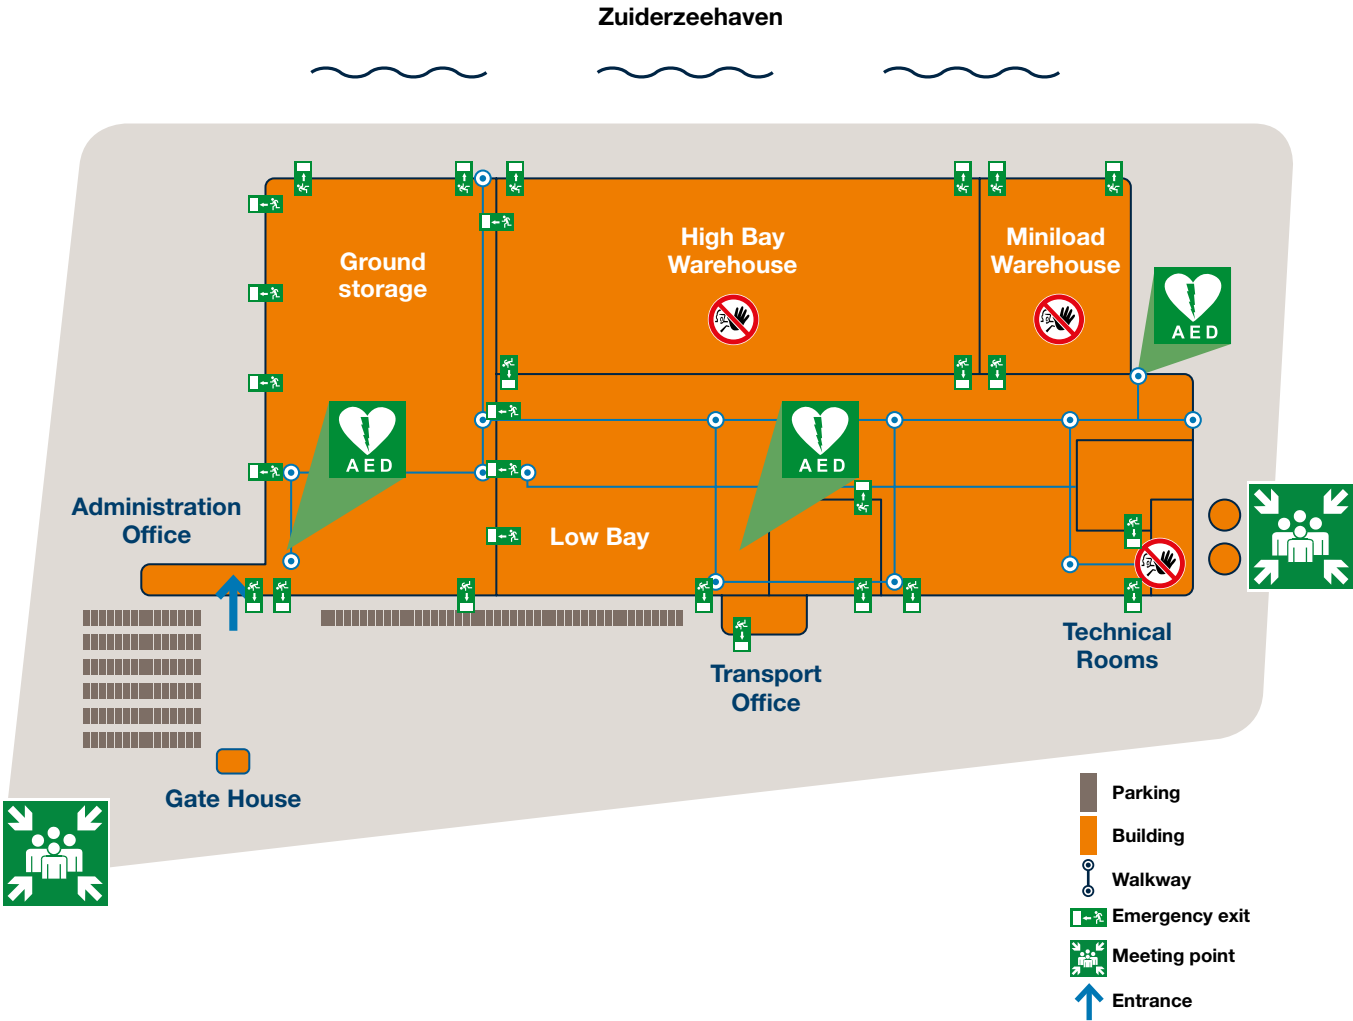 Zuiderzeehaven
Ground
storage
High Bay
Warehouse
Miniload
Warehouse
AED
AED
AED
Administration
Office
Low Bay
Technical
Rooms
Transport
Office
Gate House
Parking
Building
Walkway
Emergency exit
Meeting point
Entrance